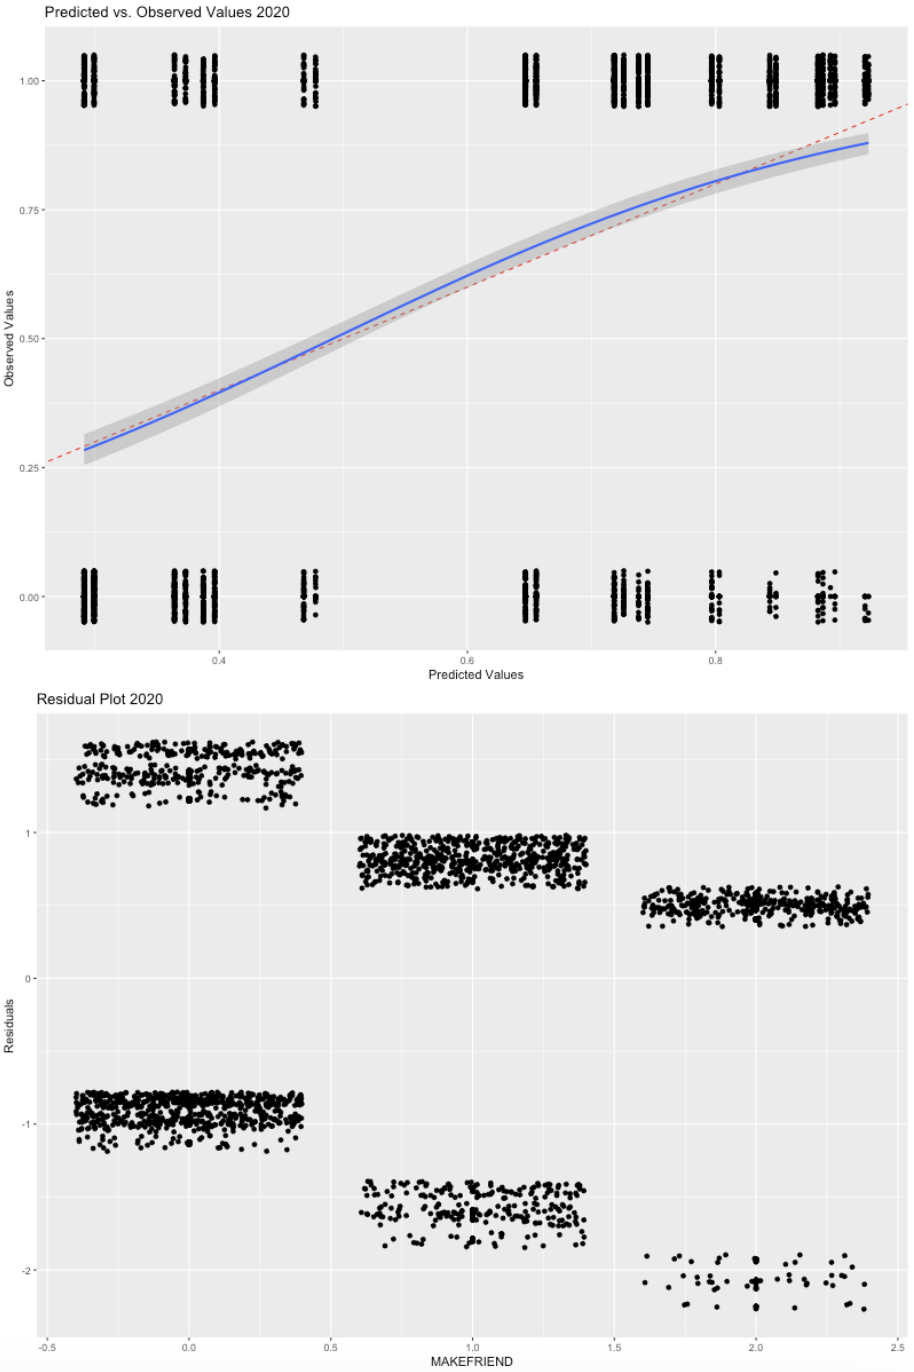 Predicted vs. Observed Values 2020
1.00
0.75
0.50
0.25
0.00
Observed Values
0.4 0.6 0.8
Predicted Values
Residual Plot 2020
1
0
-1
-2
Residuals
-0.5 0.0 0.5 1.0 1.5 2.0 2.5
MAKEFRIEND